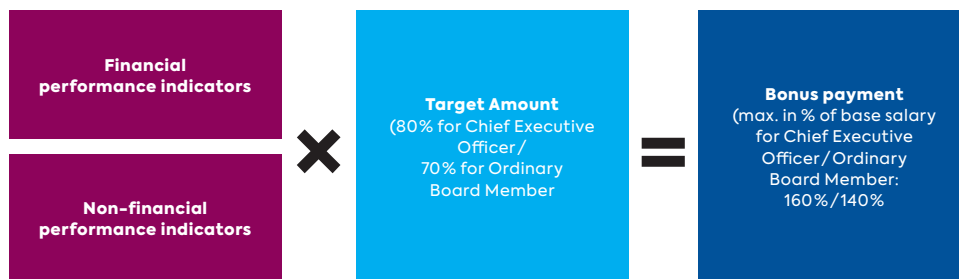 Financial
performance indicators
Non-financial
performance indicators
×
Target Amount
(80% for Chief Executive
Officer/
70% for Ordinary
Board Member
=
Bonus payment
(max. in % of base salary
for Chief Executive
Officer/Ordinary
Board Member:
160%/140%